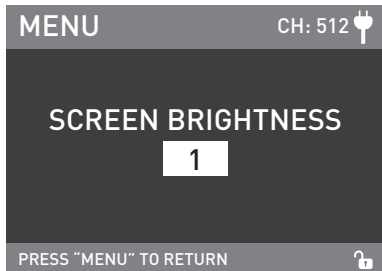 MENU
CH: 512
SCREEN BRIGHTNESS
1
PRESS “MENU” TO RETURN